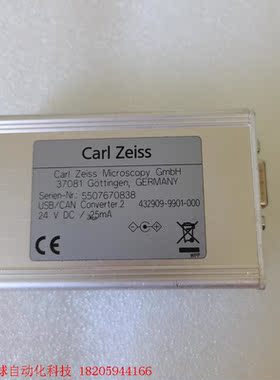 Carl Zeiss
Carl Zeiss Microscopy GmbH
37081 Göttingen, GERMANY
Serien-Nr.: 5507670838
USB/CAN Converter.2 432909-9901-000
24 V DC / 25mA
CE
KPP
球自动化科技 18205944166